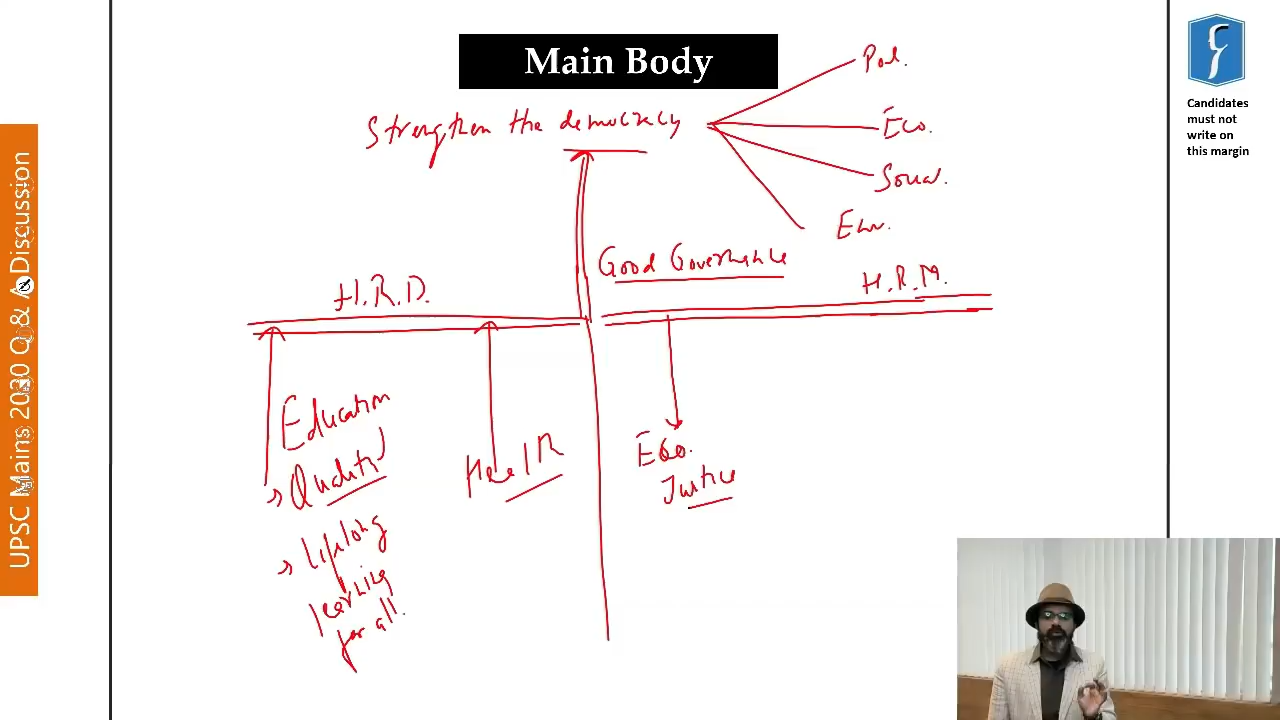 Main Body
Strengthen the democracy
Pol.
Eco.
Social.
Env.
Good Governance
H.R.D.
H.R.M.
Education
Quality
Lifelong
learning
for all.
Health
Eco.
Justice
Candidates
must not
write on
this margin
UPSC Mains 2020 Q & A Discussion